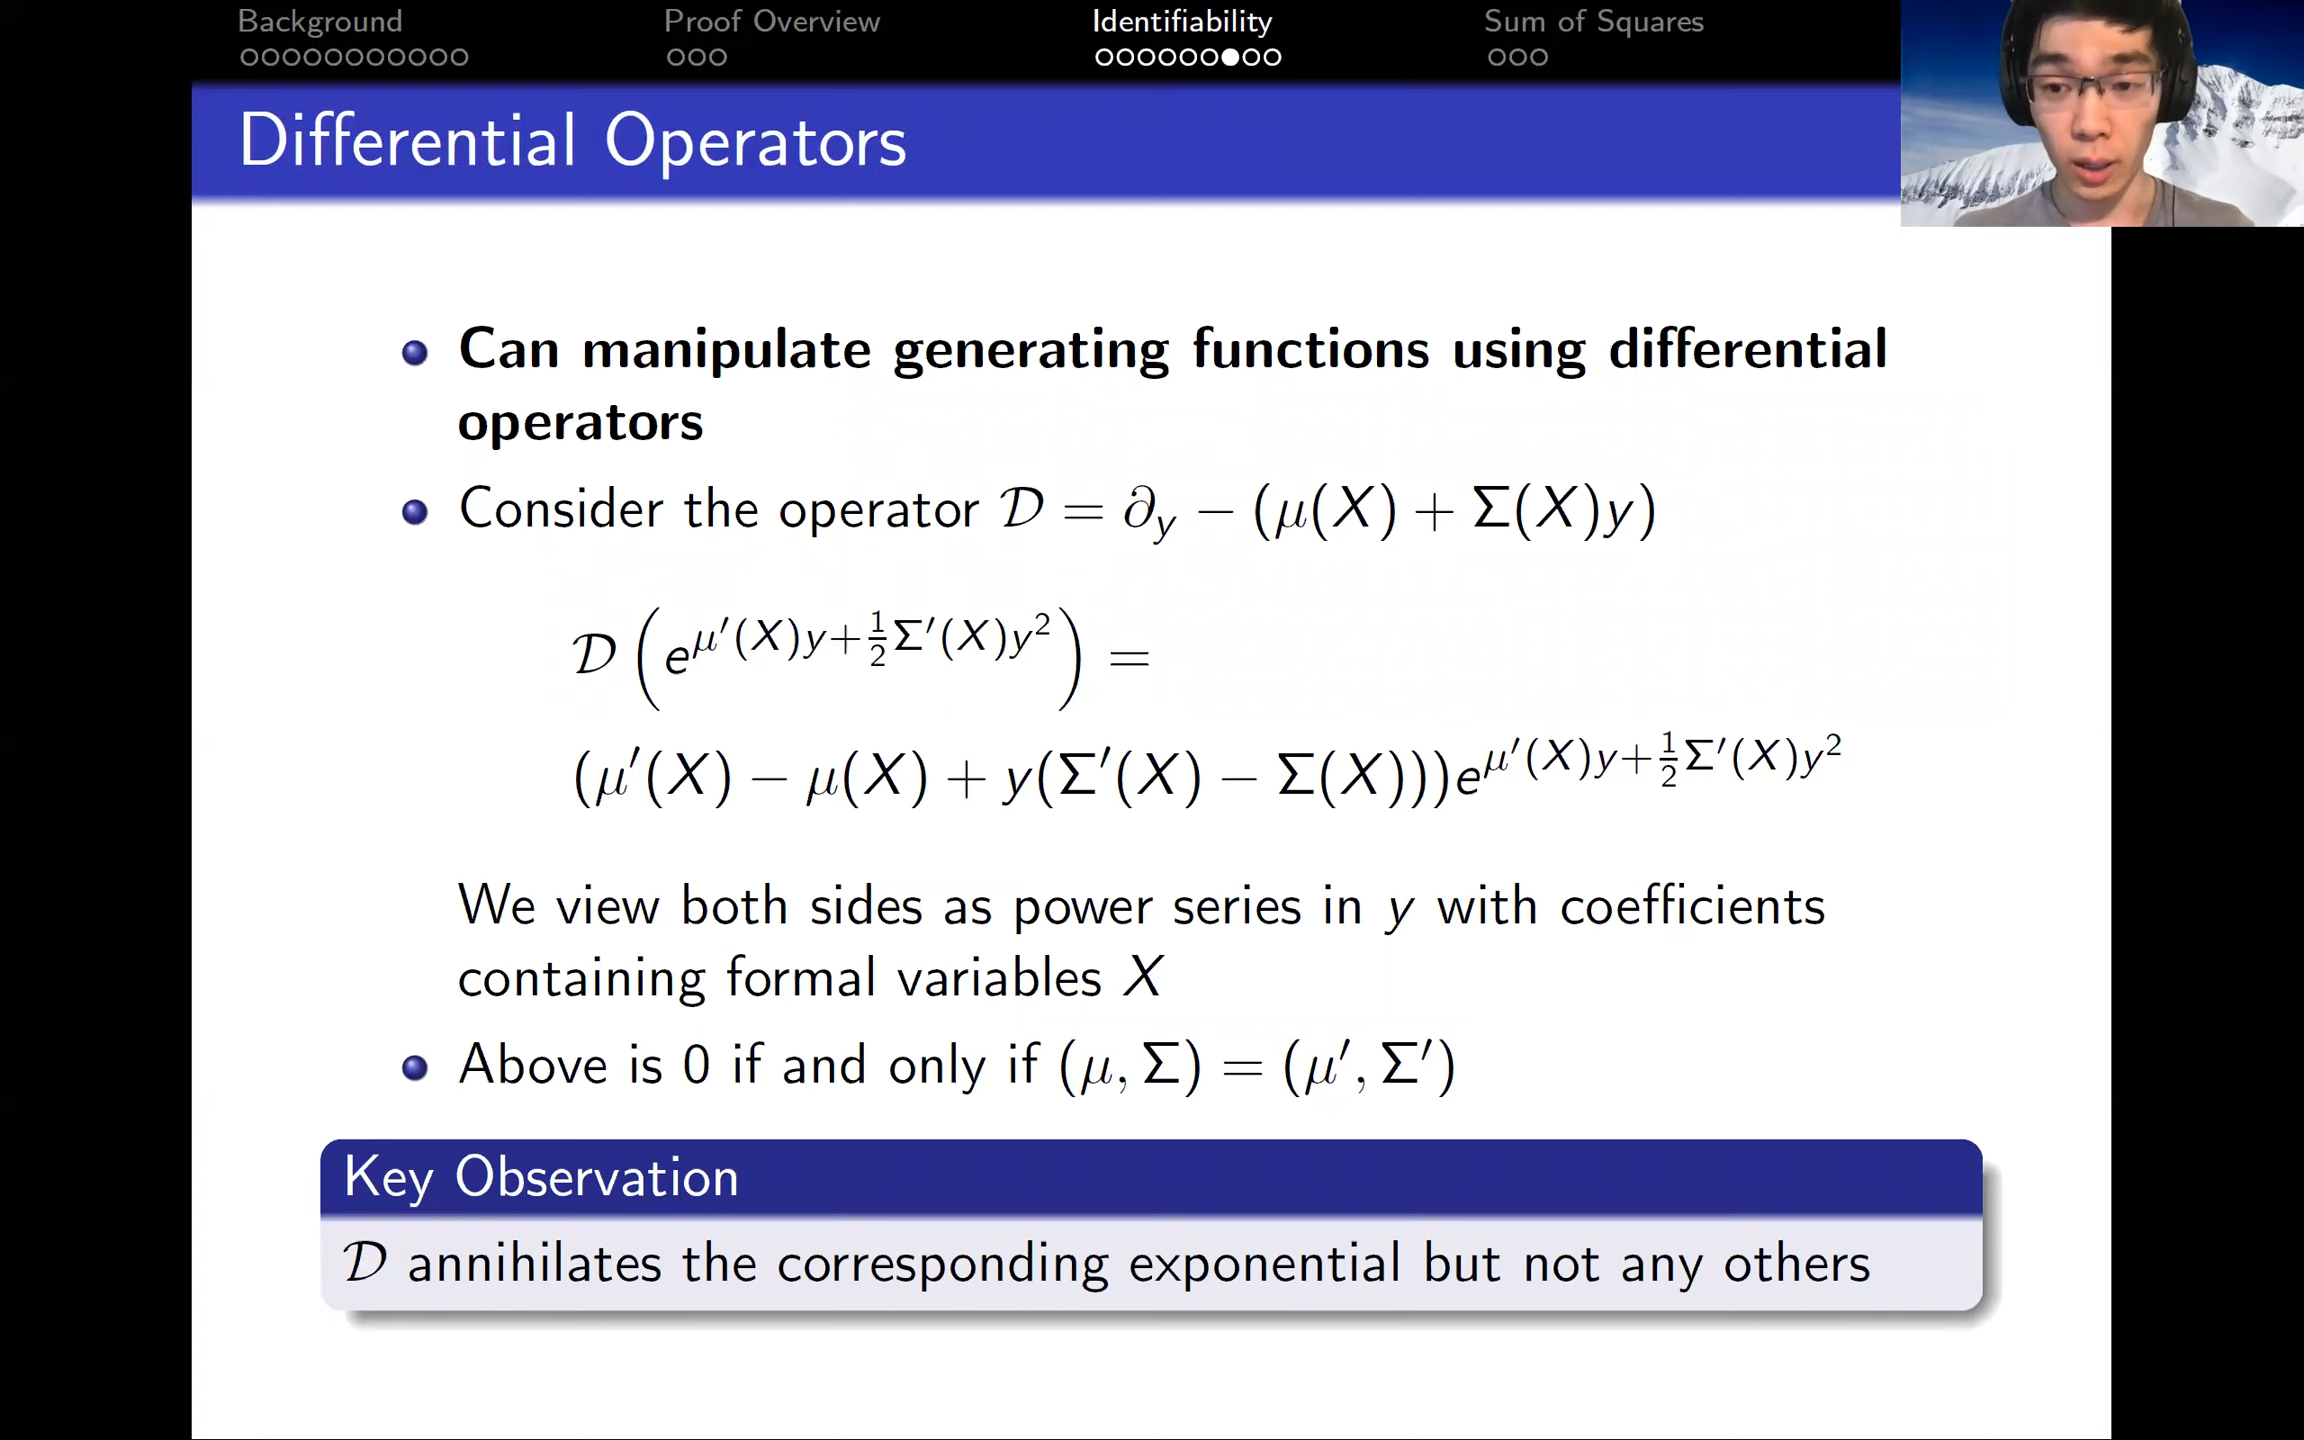 Background Proof Overview Identifiability Sum of Squares
Differential Operators
Can manipulate generating functions using differential
operators
Consider the operator 𝒟 = ∂_y − (μ(X) + Σ(X)y)
𝒟 (e^{μ′(X)y+½Σ′(X)y²}) =
(μ′(X) − μ(X) + y(Σ′(X) − Σ(X)))e^{μ′(X)y+½Σ′(X)y²}
We view both sides as power series in y with coefficients
containing formal variables X
Above is 0 if and only if (μ, Σ) = (μ′, Σ′)
Key Observation
𝒟 annihilates the corresponding exponential but not any others